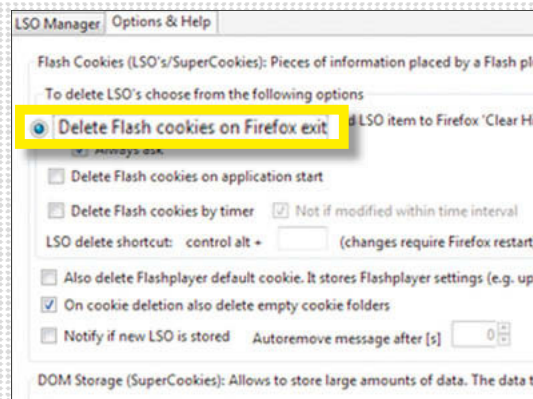 LSO Manager Options & Help
Flash Cookies (LSO's/SuperCookies): Pieces of information placed by a Flash
To delete LSO's choose from the following options
Delete Flash cookies on Firefox exit LSO item to Firefox 'Clear
Always ask
Delete Flash cookies on application start
Delete Flash cookies by timer Not if modified within time interval
LSO delete shortcut: control alt + (changes require Firefox restart
Also delete Flashplayer default cookie. It stores Flashplayer settings (e.g. up
On cookie deletion also delete empty cookie folders
Notify if new LSO is stored Autoremove message after [s] 0
DOM Storage (SuperCookies): Allows to store large amounts of data. The data